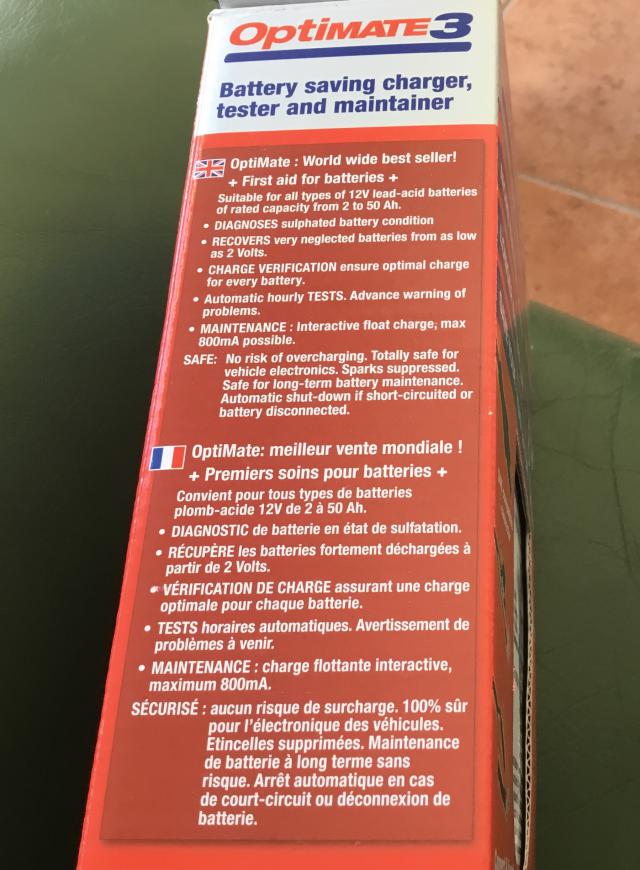 OptiMATE3
Battery saving charger,
tester and maintainer
OptiMate : World wide best seller!
+ First aid for batteries +
Suitable for all types of 12V lead-acid batteries
of rated capacity from 2 to 50 Ah.
• DIAGNOSES sulphated battery condition
• RECOVERS very neglected batteries from as low
as 2 Volts.
• CHARGE VERIFICATION ensure optimal charge
for every battery.
• Automatic hourly TESTS. Advance warning of
problems.
• MAINTENANCE : Interactive float charge, max
800mA possible.
SAFE: No risk of overcharging. Totally safe for
vehicle electronics. Sparks suppressed.
Safe for long-term battery maintenance.
Automatic shut-down if short-circuited or
battery disconnected.
OptiMate: meilleur vente mondiale !
+ Premiers soins pour batteries +
Convient pour tous types de batteries
plomb-acide 12V de 2 à 50 Ah.
• DIAGNOSTIC de batterie en état de sulfatation.
• RÉCUPÈRE les batteries fortement déchargées à
partir de 2 Volts.
• VÉRIFICATION DE CHARGE assurant une charge
optimale pour chaque batterie.
• TESTS horaires automatiques. Avertissement de
problèmes à venir.
• MAINTENANCE : charge flottante interactive,
maximum 800mA.
SÉCURISÉ : aucun risque de surcharge. 100% sûr
pour l'électronique des véhicules.
Etincelles supprimées. Maintenance
de batterie à long terme sans
risque. Arrêt automatique en cas
de court-circuit ou déconnexion de
batterie.